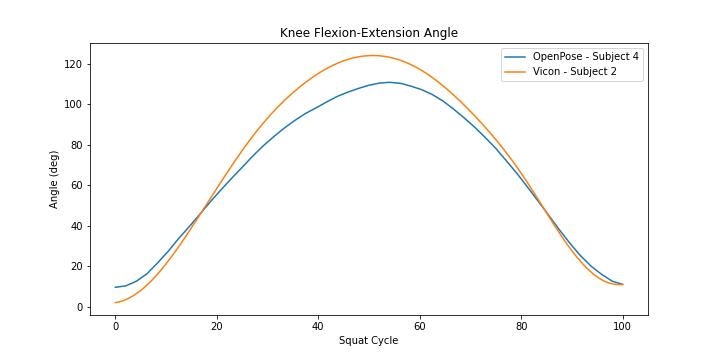 Knee Flexion-Extension Angle
OpenPose - Subject 4
Vicon - Subject 2
Angle (deg)
120
100
80
60
40
20
0
0 20 40 60 80 100
Squat Cycle